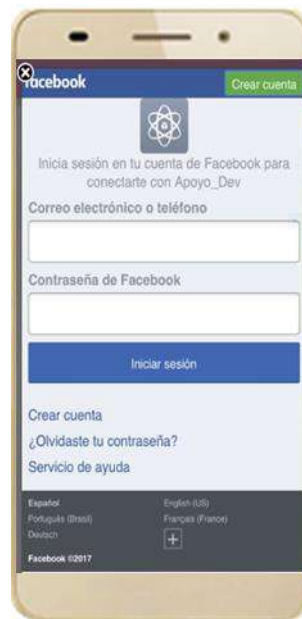 facebook
Crear cuenta
Inicia sesión en tu cuenta de Facebook para
conectarte con Apoyo_Dev
Correo electrónico o teléfono
Contraseña de Facebook
Iniciar sesión
Crear cuenta
¿Olvidaste tu contraseña?
Servicio de ayuda
Español
English (US)
Português (Brasil)
Français (France)
Deutsch
Facebook ©2017